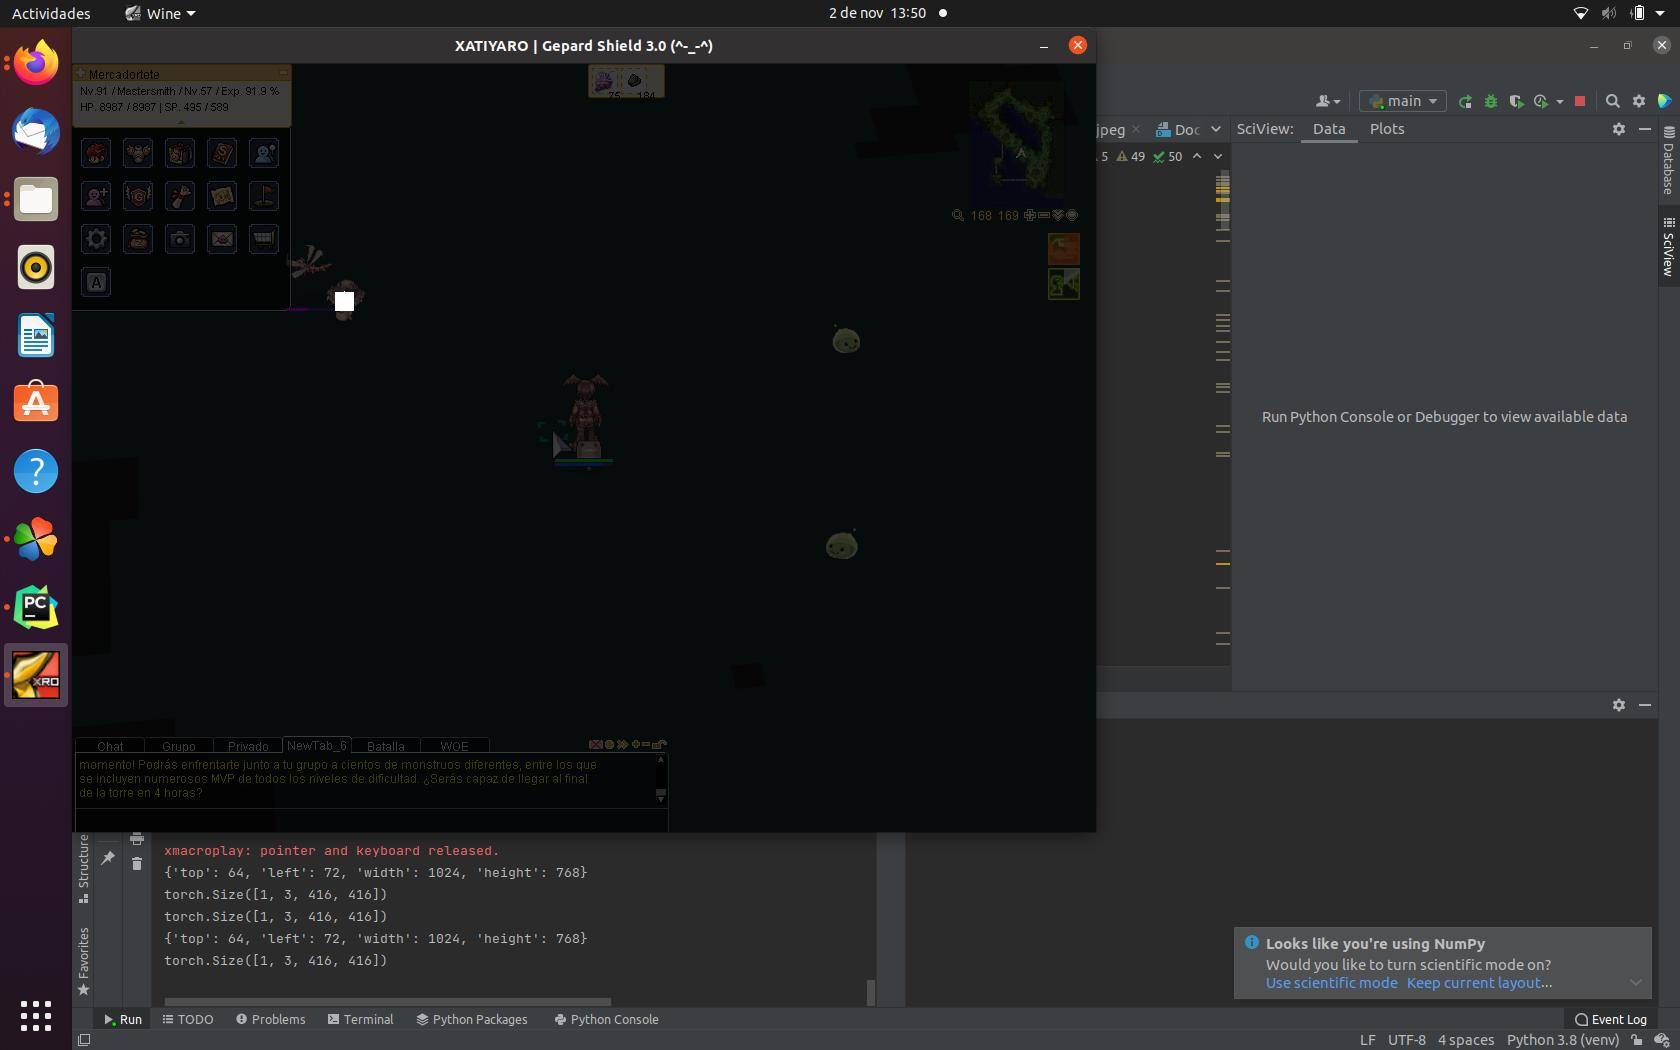 Actividades
Wine
2 de nov 13:50
XATIYARO | Gepard Shield 3.0 (^-_-^)
Mercadortete
Nv.91 / Mastersmith / Nv.57 / Exp. 91.9 %
HP. 8987 / 8987 | SP. 495 / 589
75 184
168 169
A
main
jpeg
Doc
SciView:
Data
Plots
5 49 50
Database
SciView
Run Python Console or Debugger to view available data
PC
XRO
Chat
Grupo
Privado
NewTab_6
Batalla
WOE
momento! Podrás enfrentarte junto a tu grupo a cientos de monstruos diferentes, entre los que
se incluyen numerosos MVP de todos los niveles de dificultad. ¿Serás capaz de llegar al final
de la torre en 4 horas?
Structure
Favorites
xmacroplay: pointer and keyboard released.
{'top': 64, 'left': 72, 'width': 1024, 'height': 768}
torch.Size([1, 3, 416, 416])
torch.Size([1, 3, 416, 416])
{'top': 64, 'left': 72, 'width': 1024, 'height': 768}
torch.Size([1, 3, 416, 416])
Looks like you're using NumPy
Would you like to turn scientific mode on?
Use scientific mode Keep current layout...
Run
TODO
Problems
Terminal
Python Packages
Python Console
Event Log
LF UTF-8 4 spaces Python 3.8 (venv)